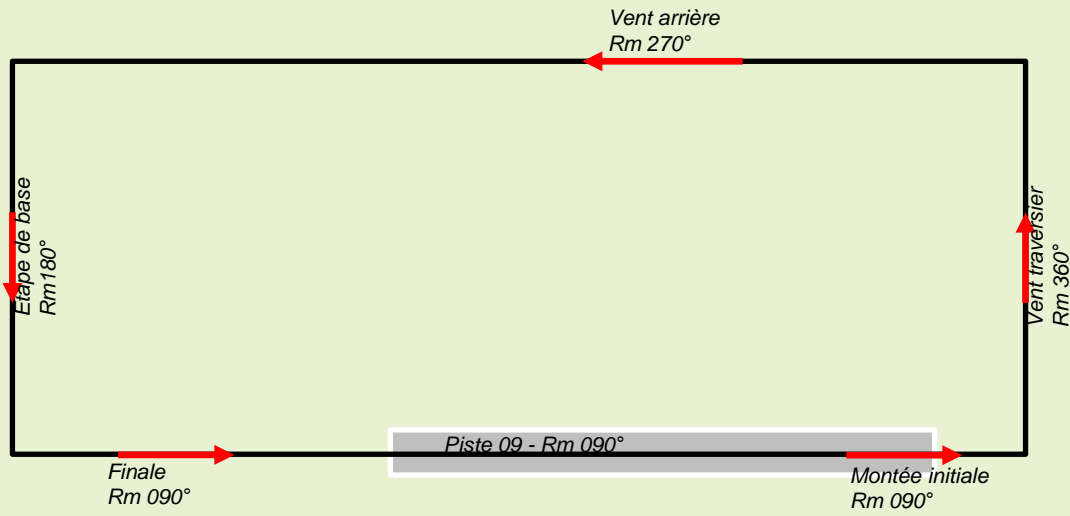 Vent arrière
Rm 270°
Etape de base
Rm180°
Vent traversier
Rm 360°
Piste 09 - Rm 090°
Finale
Rm 090°
Montée initiale
Rm 090°